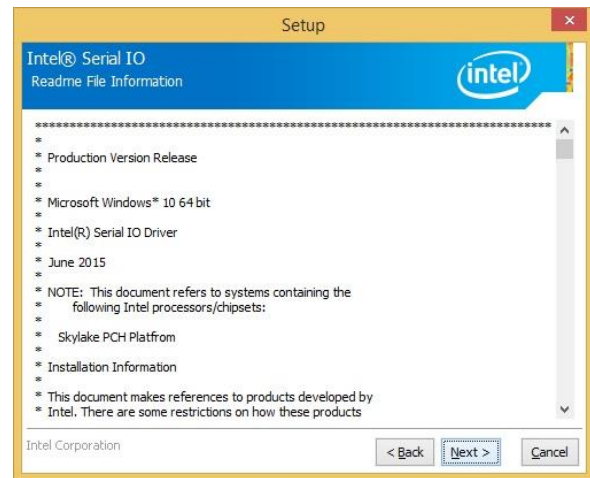 Setup
Intel® Serial IO
Readme File Information
intel
********************************************************************************
*
* Production Version Release
*
*
* Microsoft Windows* 10 64 bit
*
* Intel(R) Serial IO Driver
*
* June 2015
*
* NOTE: This document refers to systems containing the
* following Intel processors/chipsets:
*
* Skylake PCH Platfrom
*
* Installation Information
*
* This document makes references to products developed by
* Intel. There are some restrictions on how these products
Intel Corporation
< Back Next > Cancel